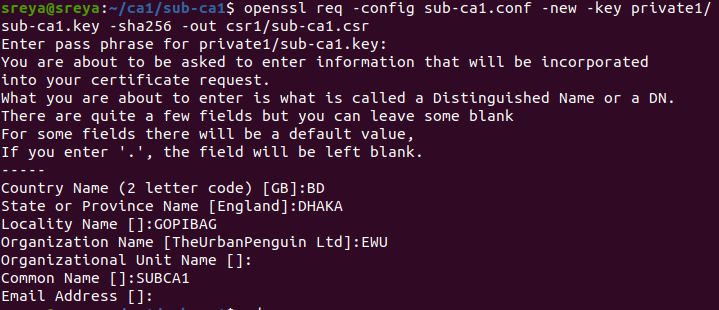 sreya@sreya:~/ca1/sub-ca1$ openssl req -config sub-ca1.conf -new -key private1/
sub-ca1.key -sha256 -out csr1/sub-ca1.csr
Enter pass phrase for private1/sub-ca1.key:
You are about to be asked to enter information that will be incorporated
into your certificate request.
What you are about to enter is what is called a Distinguished Name or a DN.
There are quite a few fields but you can leave some blank
For some fields there will be a default value,
If you enter '.', the field will be left blank.
-----
Country Name (2 letter code) [GB]:BD
State or Province Name [England]:DHAKA
Locality Name []:GOPIBAG
Organization Name [TheUrbanPenguin Ltd]:EWU
Organizational Unit Name []:
Common Name []:SUBCA1
Email Address []: